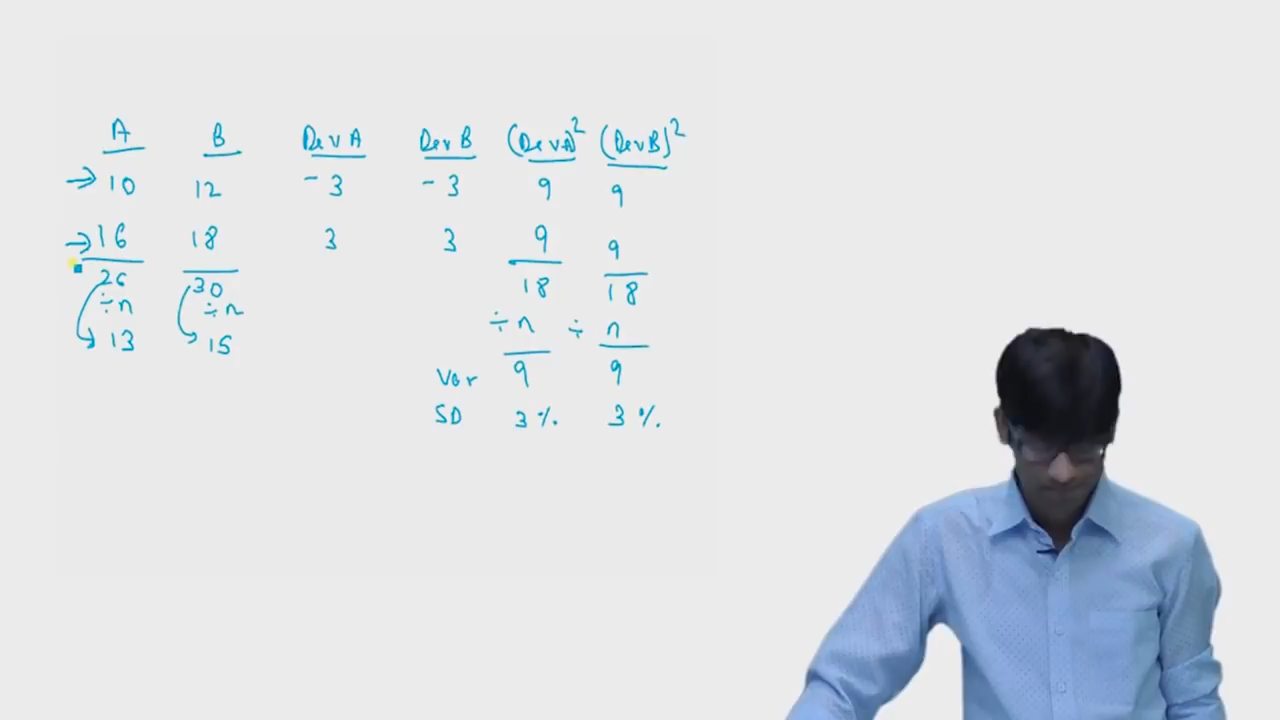 A B Dev A Dev B (Dev A)² (Dev B)²
→ 10 12 -3 -3 9 9
→ 16 18 3 3 9 9
26 30 18 18
÷n ÷n ÷n ÷n
13 15
Var 9 9
SD 3% 3%